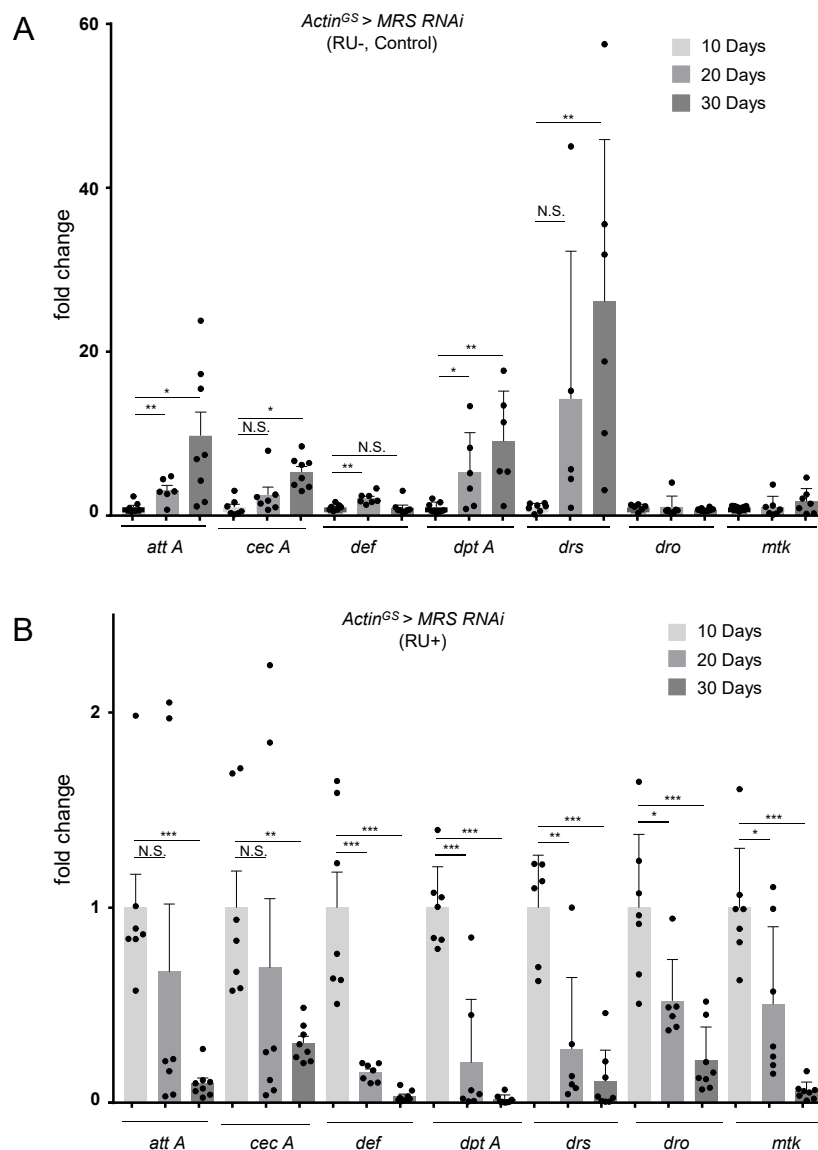 A
Actin^GS > MRS RNAi
(RU-, Control)
10 Days
20 Days
30 Days
fold change
60
40
20
0
*
**
*
N.S.
N.S.
**
**
*
**
N.S.
att A
cec A
def
dpt A
drs
dro
mtk
B
Actin^GS > MRS RNAi
(RU+)
10 Days
20 Days
30 Days
fold change
2
1
0
***
N.S.
**
N.S.
***
***
***
***
***
**
***
*
***
*
att A
cec A
def
dpt A
drs
dro
mtk